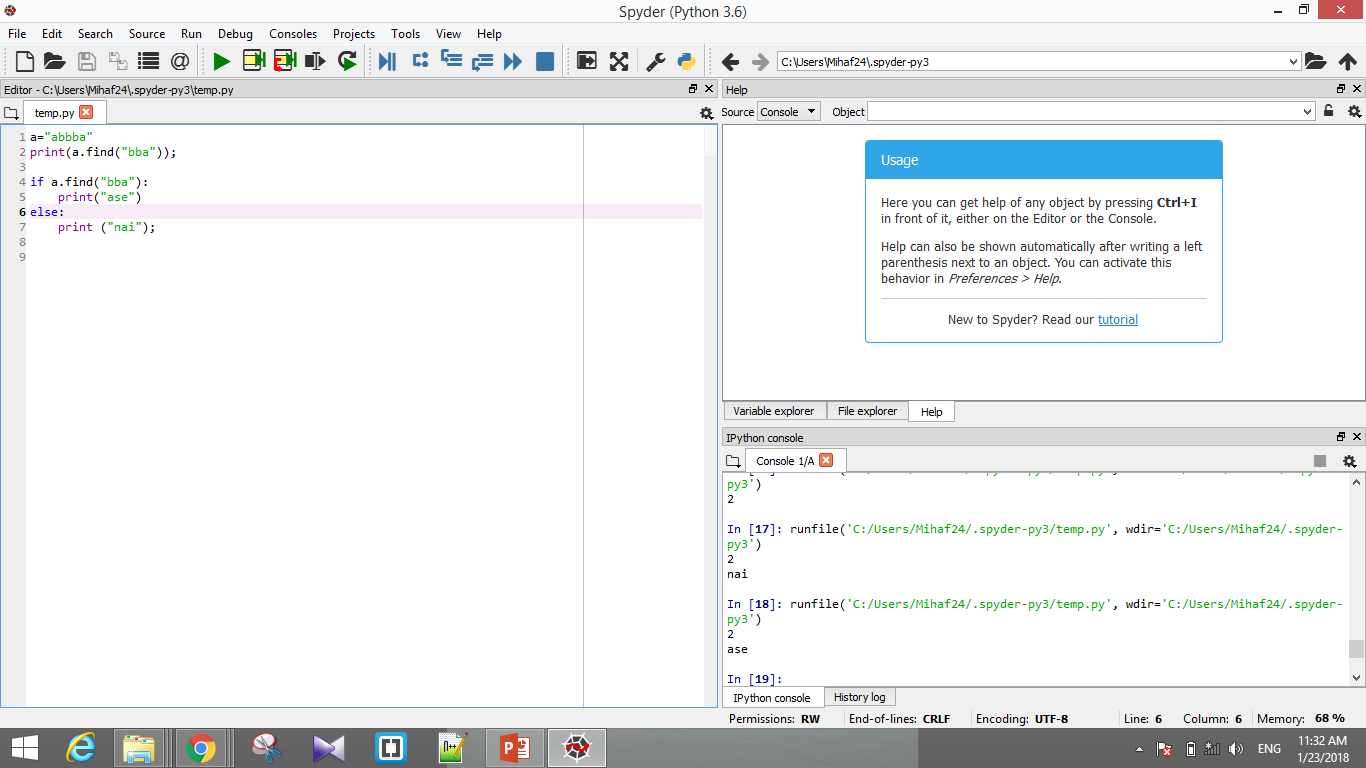 Spyder (Python 3.6)
File Edit Search Source Run Debug Consoles Projects Tools View Help
C:\Users\Mihaf24\.spyder-py3
Editor - C:\Users\Mihaf24\.spyder-py3\temp.py
temp.py
1 a="abbba"
2 print(a.find("bba"));
3
4 if a.find("bba"):
5 print("ase")
6 else:
7 print ("nai");
8
9
Help
Source Console Object
Usage
Here you can get help of any object by pressing Ctrl+I
in front of it, either on the Editor or the Console.
Help can also be shown automatically after writing a left
parenthesis next to an object. You can activate this
behavior in Preferences > Help.
New to Spyder? Read our tutorial
Variable explorer File explorer Help
IPython console
Console 1/A
py3')
2
In [17]: runfile('C:/Users/Mihaf24/.spyder-py3/temp.py', wdir='C:/Users/Mihaf24/.spyder-
py3')
2
nai
In [18]: runfile('C:/Users/Mihaf24/.spyder-py3/temp.py', wdir='C:/Users/Mihaf24/.spyder-
py3')
2
ase
In [19]:
IPython console History log
Permissions: RW End-of-lines: CRLF Encoding: UTF-8 Line: 6 Column: 6 Memory: 68 %
ENG
11:32 AM
1/23/2018